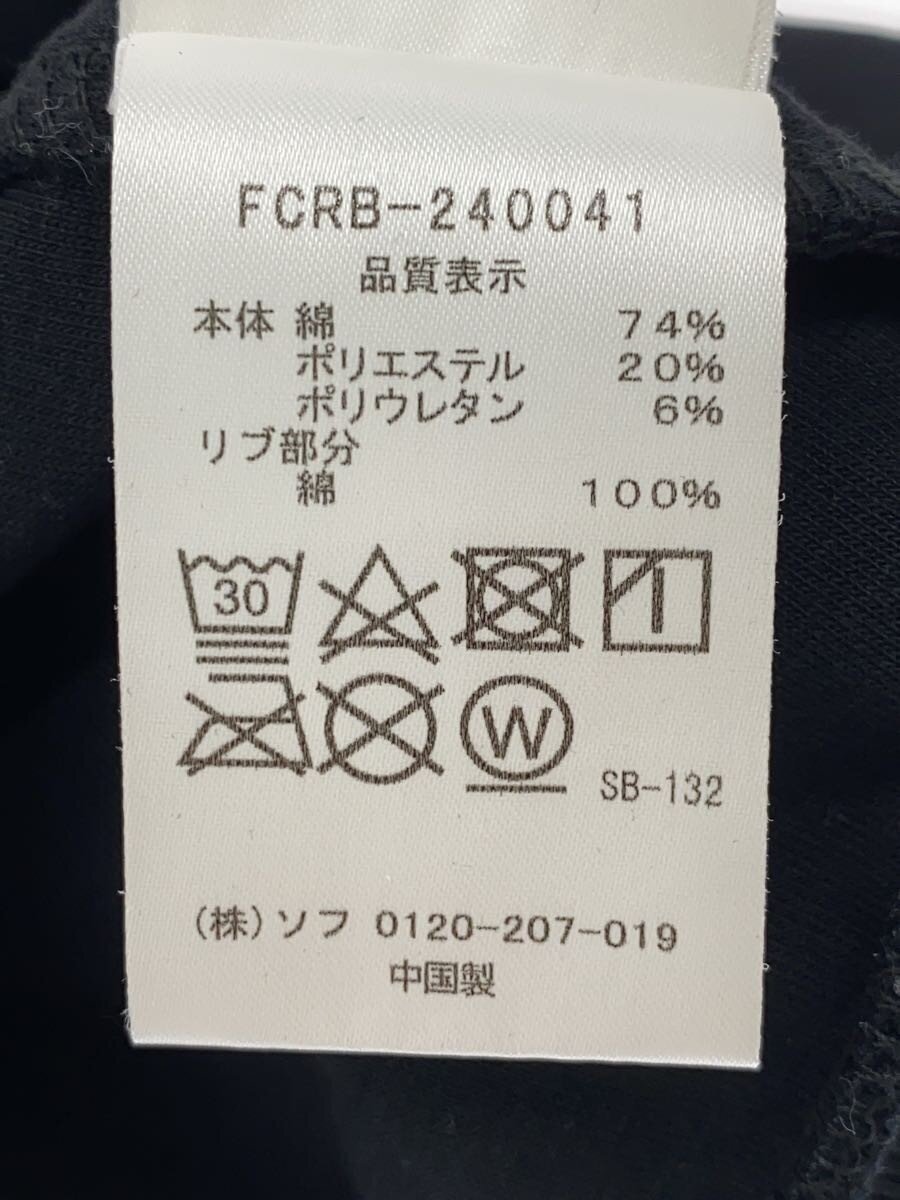 FCRB-240041
品質表示
本体 綿 74%
ポリエステル 20%
ポリウレタン 6%
リブ部分
綿 100%
30
W
SB-132
(株)ソフ 0120-207-019
中国製